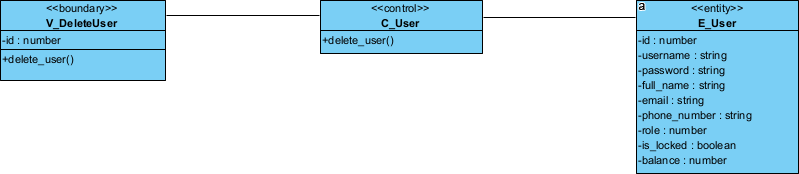 <<boundary>>
V_DeleteUser
-id : number
+delete_user()
<<control>>
C_User
+delete_user()
a
<<entity>>
E_User
-id : number
-username : string
-password : string
-full_name : string
-email : string
-phone_number : string
-role : number
-is_locked : boolean
-balance : number